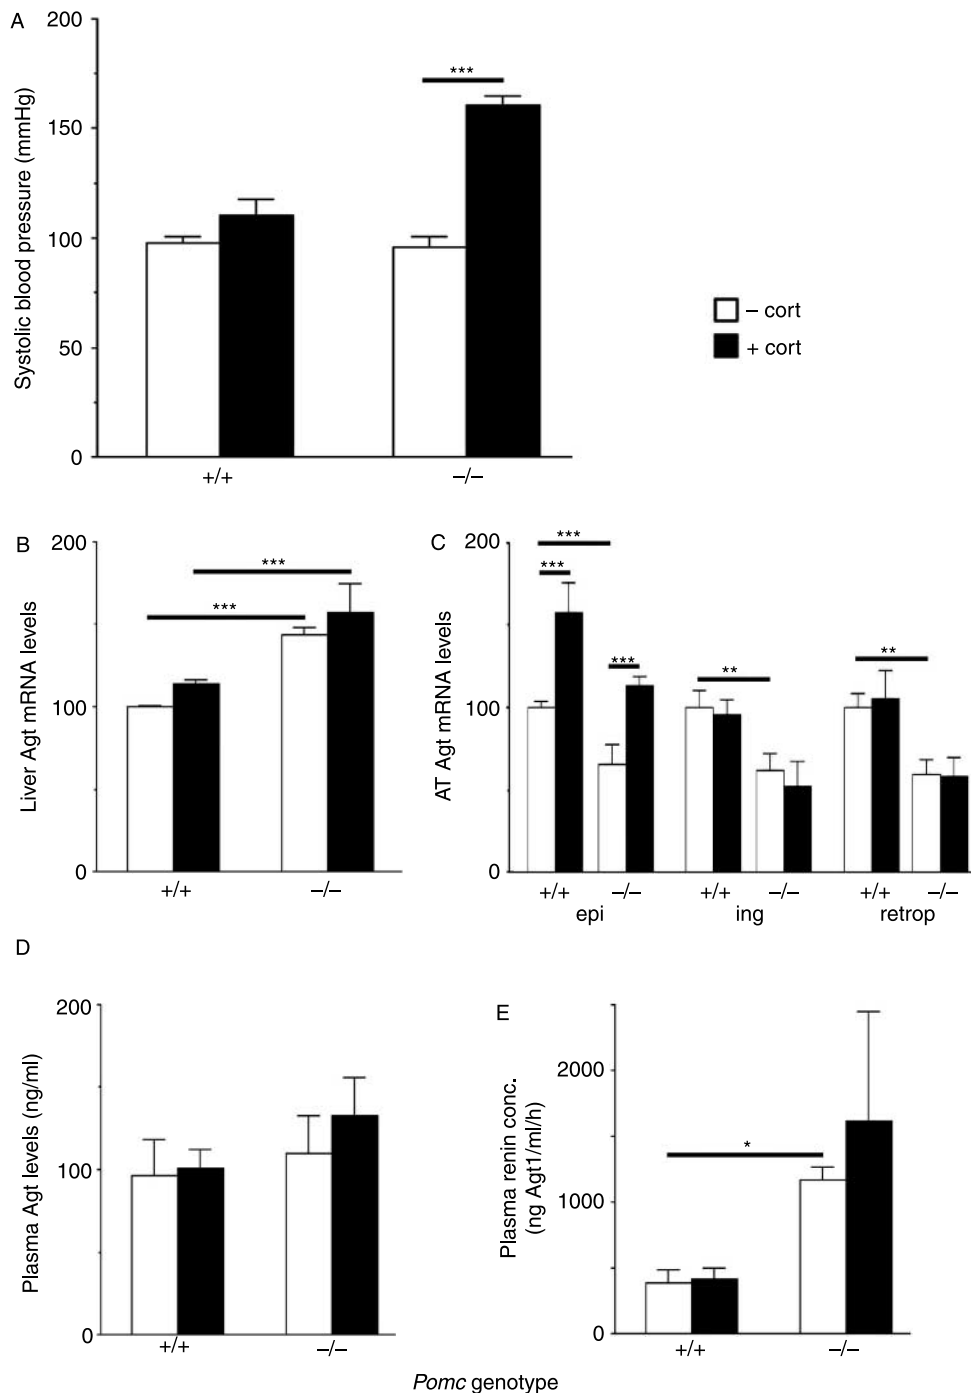 A
200
150
100
50
0
Systolic blood pressure (mmHg)
***
+/+
–/–
– cort
+ cort
B
200
100
0
Liver Agt mRNA levels
***
***
+/+
–/–
C
200
100
0
AT Agt mRNA levels
***
***
***
**
**
+/+ –/– +/+ –/– +/+ –/–
epi ing retrop
D
200
100
0
Plasma Agt levels (ng/ml)
+/+
–/–
E
2000
1000
0
Plasma renin conc.
(ng Agt1/ml/h)
*
+/+
–/–
Pomc genotype